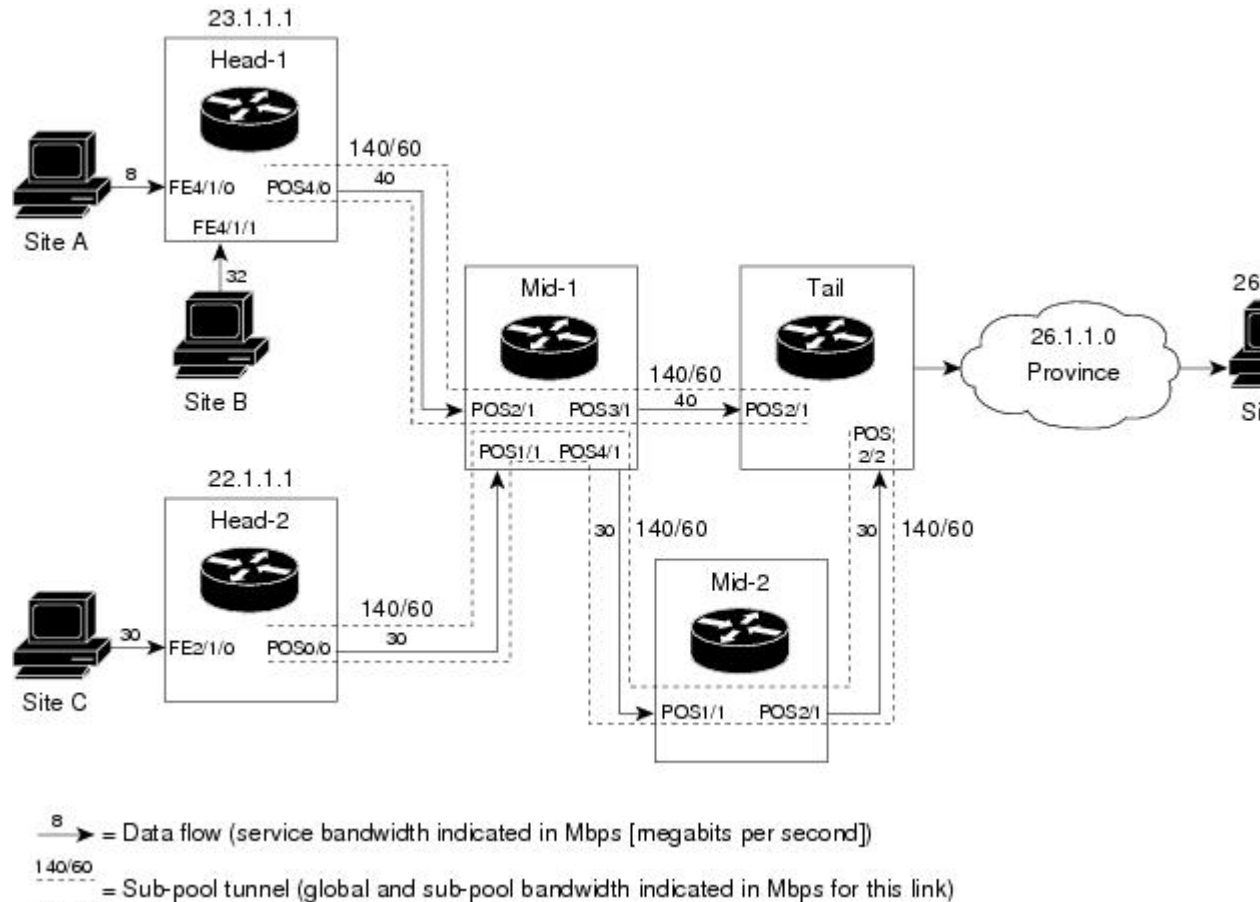 23.1.1.1
Head-1
140/60
40
8
FE4/1/0
POS4/0
FE4/1/1
Site A
32
Site B
Mid-1
Tail
26
26.1.1.0
Province
140/60
40
POS2/1
POS3/1
POS2/1
POS1/1
POS4/1
POS
2/2
Si
22.1.1.1
Head-2
30
140/60
30
140/60
Mid-2
140/60
30
30
FE2/1/0
POS0/0
Site C
POS1/1
POS2/1
8
= Data flow (service bandwidth indicated in Mbps [megabits per second])
140/60
= Sub-pool tunnel (global and sub-pool bandwidth indicated in Mbps for this link)